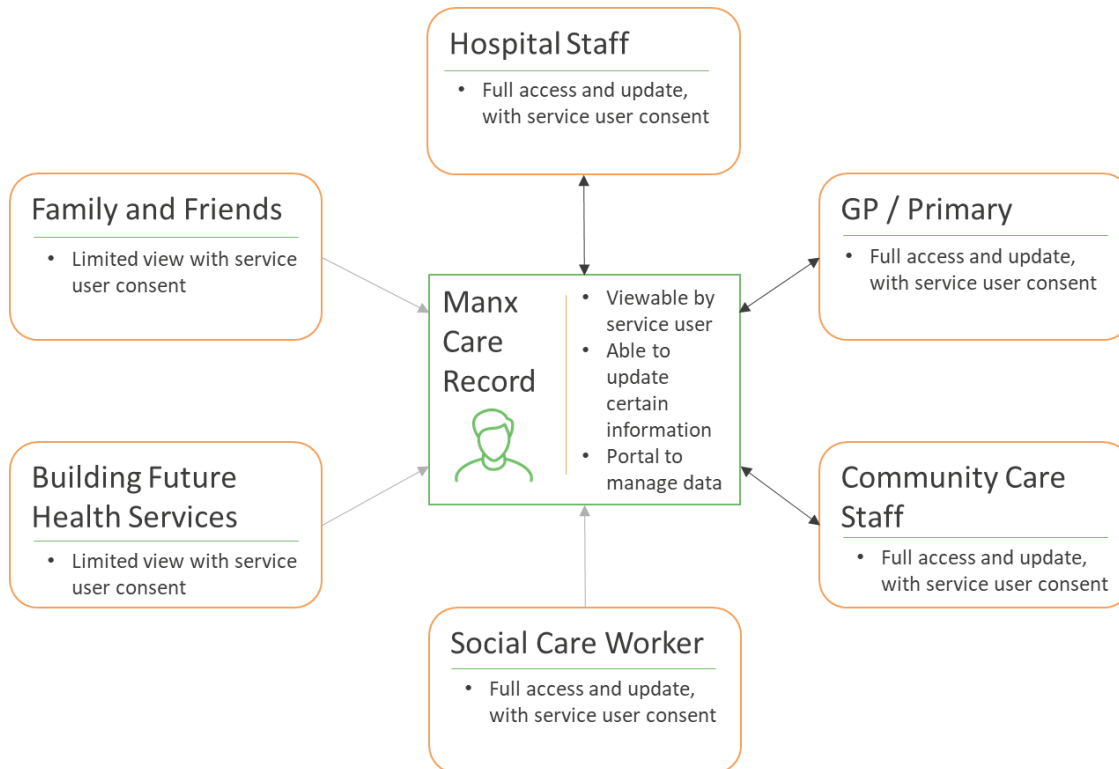 Hospital Staff
• Full access and update,
with service user consent
Family and Friends
• Limited view with service
user consent
GP / Primary
• Full access and update,
with service user consent
Manx
Care
Record
• Viewable by
service user
• Able to
update
certain
information
• Portal to
manage data
Building Future
Health Services
• Limited view with service
user consent
Community Care
Staff
• Full access and update,
with service user consent
Social Care Worker
• Full access and update,
with service user consent